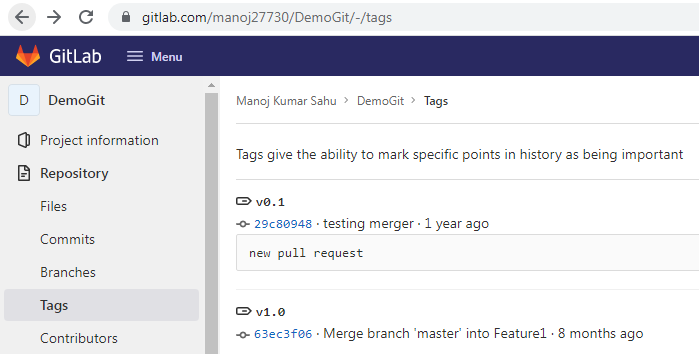 gitlab.com/manoj27730/DemoGit/-/tags
GitLab Menu
D DemoGit
Manoj Kumar Sahu > DemoGit > Tags
Project information
Tags give the ability to mark specific points in history as being important
Repository
v0.1
Files
29c80948 · testing merger · 1 year ago
Commits
new pull request
Branches
Tags
v1.0
Contributors
63ec3f06 · Merge branch 'master' into Feature1 · 8 months ago